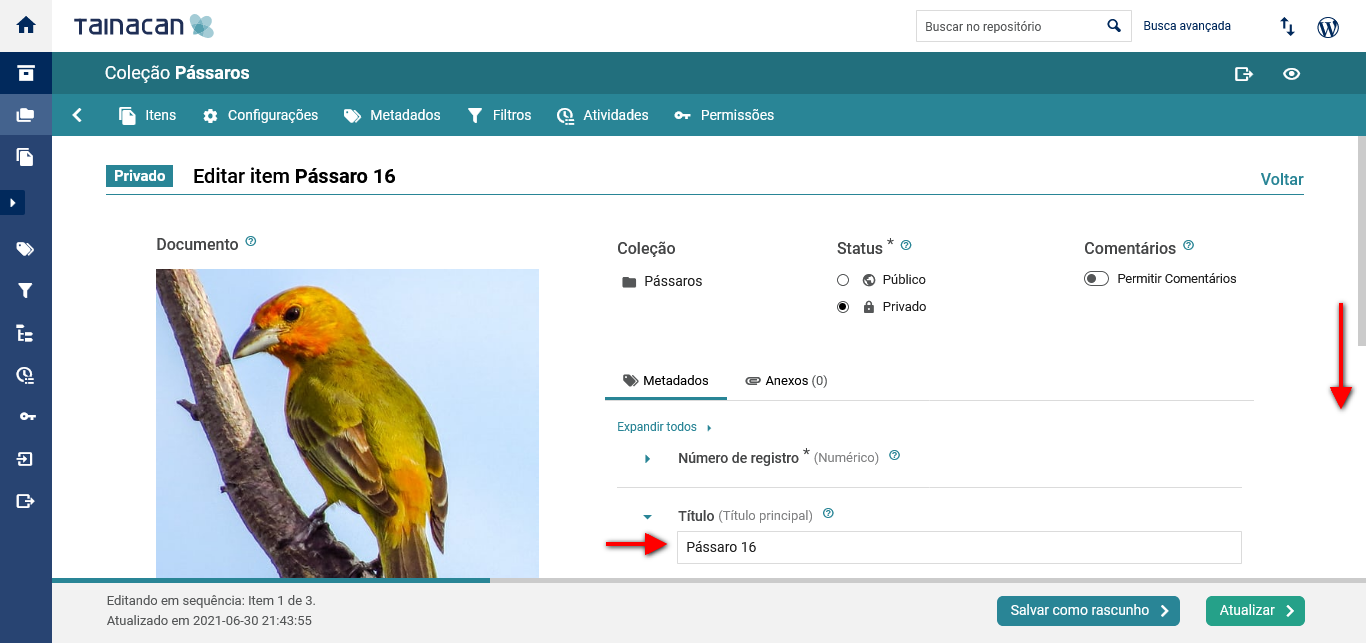 TAINACAN
Buscar no repositório
Busca avançada
Coleção Pássaros
Itens
Configurações
Metadados
Filtros
Atividades
Permissões
Privado
Editar item Pássaro 16
Voltar
Documento
Coleção
Pássaros
Status *
Público
Privado
Comentários
Permitir Comentários
Metadados
Anexos (0)
Expandir todos
Número de registro * (Numérico)
Título (Título principal)
Pássaro 16
Editando em sequência: Item 1 de 3.
Atualizado em 2021-06-30 21:43:55
Salvar como rascunho
Atualizar